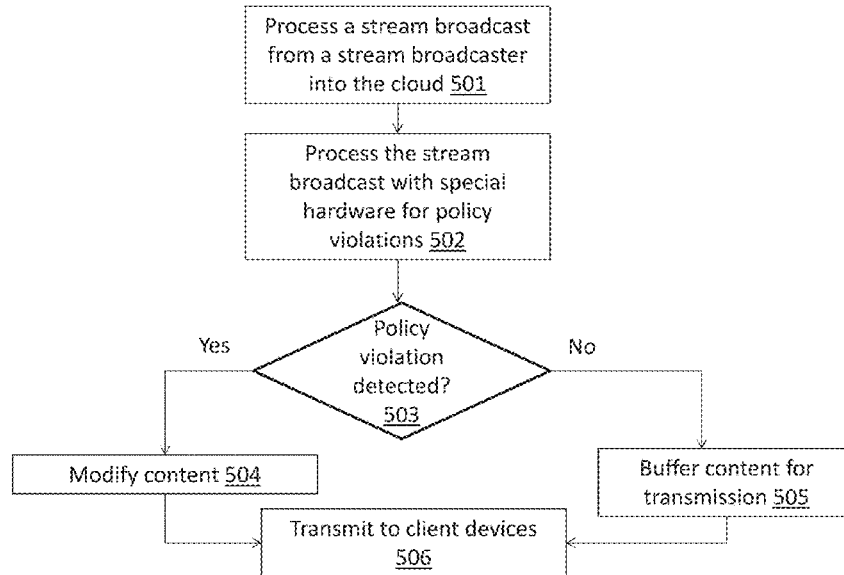 Process a stream broadcast
from a stream broadcaster
into the cloud 501
Process the stream
broadcast with special
hardware for policy
violations 502
Policy
violation
detected?
503
Yes
No
Modify content 504
Buffer content for
transmission 505
Transmit to client devices
506